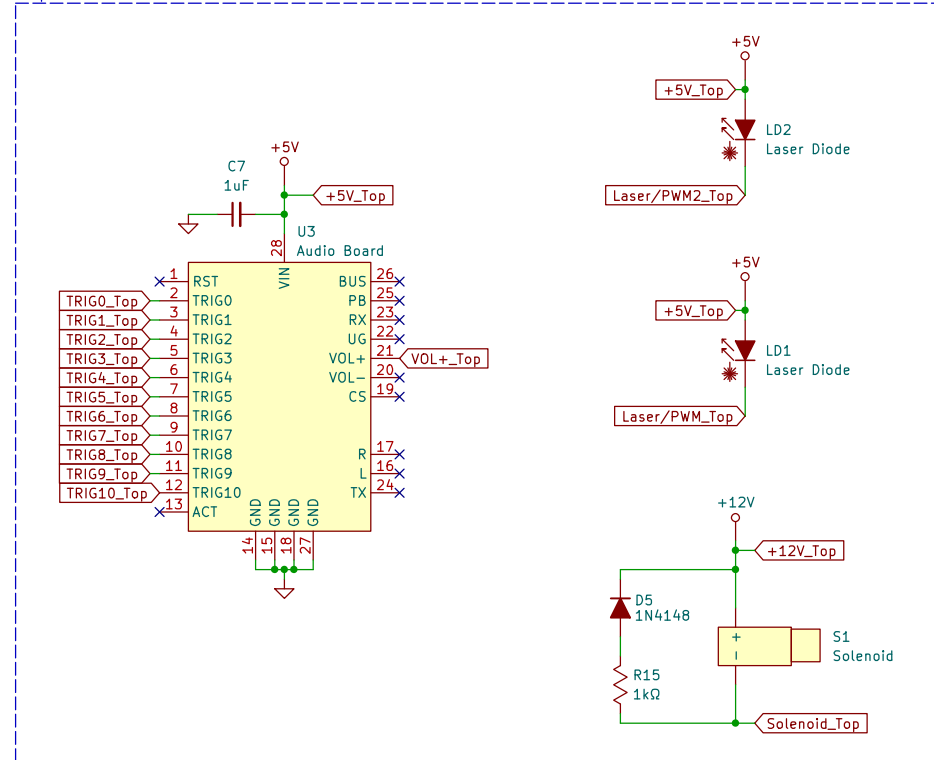 +5V
+5V_Top
LD2
Laser Diode
Laser/PWM2_Top
+5V
C7
1uF
+5V_Top
U3
Audio Board
28
VIN
1 RST
TRIG0_Top 2 TRIG0
TRIG1_Top 3 TRIG1
TRIG2_Top 4 TRIG2
TRIG3_Top 5 TRIG3
TRIG4_Top 6 TRIG4
TRIG5_Top 7 TRIG5
TRIG6_Top 8 TRIG6
TRIG7_Top 9 TRIG7
TRIG8_Top 10 TRIG8
TRIG9_Top 11 TRIG9
TRIG10_Top 12 TRIG10
13 ACT
BUS 26
PB 25
RX 23
UG 22
VOL+ 21 VOL+_Top
VOL- 20
CS 19
R 17
L 16
TX 24
GND GND GND GND
14 15 18 27
+5V
+5V_Top
LD1
Laser Diode
Laser/PWM_Top
+12V
+12V_Top
D5
1N4148
R15
1kΩ
+
-
S1
Solenoid
Solenoid_Top